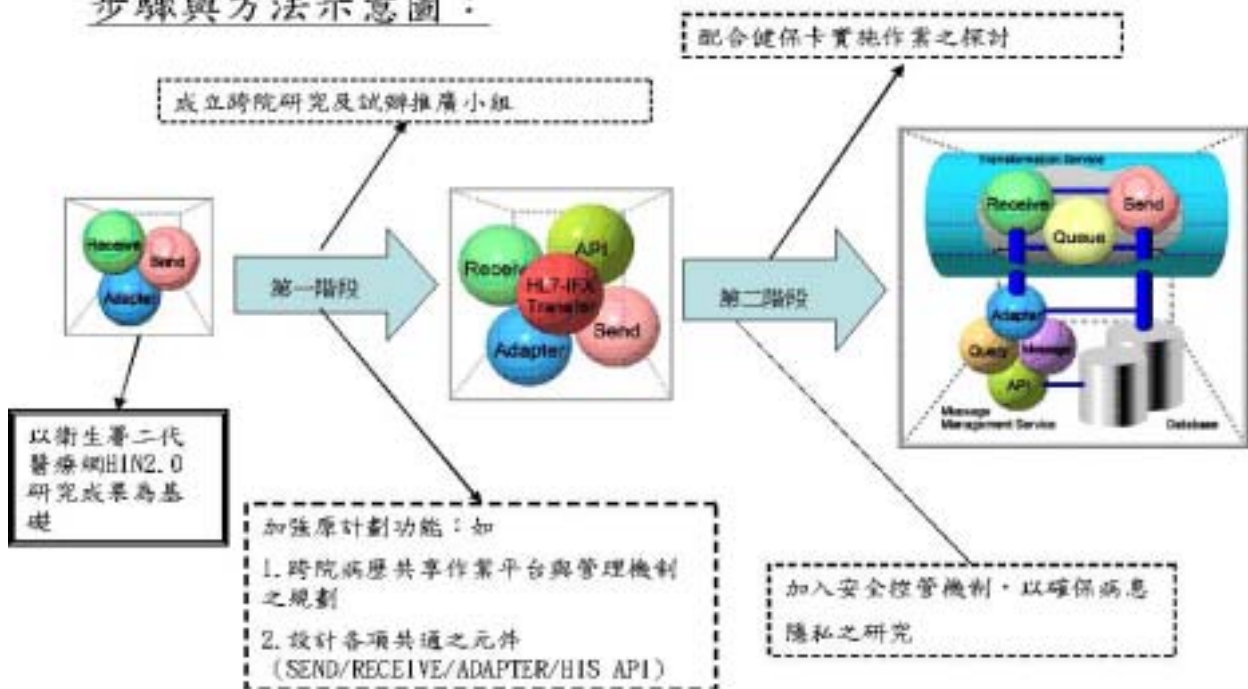 步驟與方法示意圖：
配合健保卡實施作業之探討
成立跨院研究及試辦推廣小組
Receive
Send
Adapter
第一階段
Receive
API
HL7-IFX
Transfer
Adapter
Send
第二階段
Transformation Service
Receive
Send
Queue
Adapter
Query
Message
API
Message
Management Service
Database
以衛生署二代
醫療網HIN2.0
研究成果為基
礎
加強原計劃功能：如
1.跨院病歷共享作業平台與管理機制
之規劃
2.設計各項共通之元件
(SEND/RECEIVE/ADAPTER/HIS API)
加入安全控管機制，以確保病患
隱私之研究